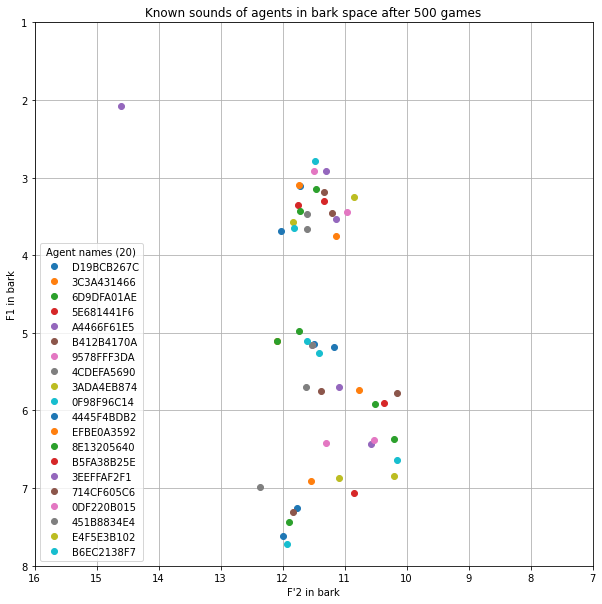 Known sounds of agents in bark space after 500 games
1
2
3
4
5
6
7
8
F1 in bark
Agent names (20)
D19BCB267C
3C3A431466
6D9DFA01AE
5E681441F6
A4466F61E5
B412B4170A
9578FFF3DA
4CDEFA5690
3ADA4EB874
0F98F96C14
4445F4BDB2
EFBE0A3592
8E13205640
B5FA38B25E
3EEFFAF2F1
714CF605C6
0DF220B015
451B8834E4
E4F5E3B102
B6EC2138F7
16 15 14 13 12 11 10 9 8 7
F'2 in bark